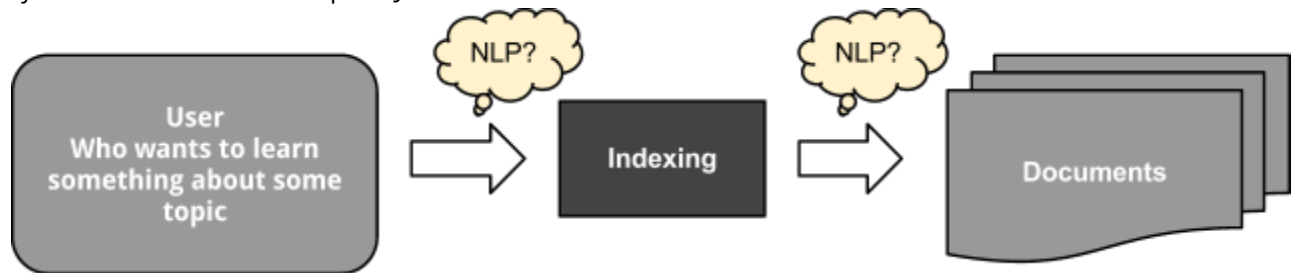 NLP?
NLP?
User
Who wants to learn
something about some
topic
Indexing
Documents